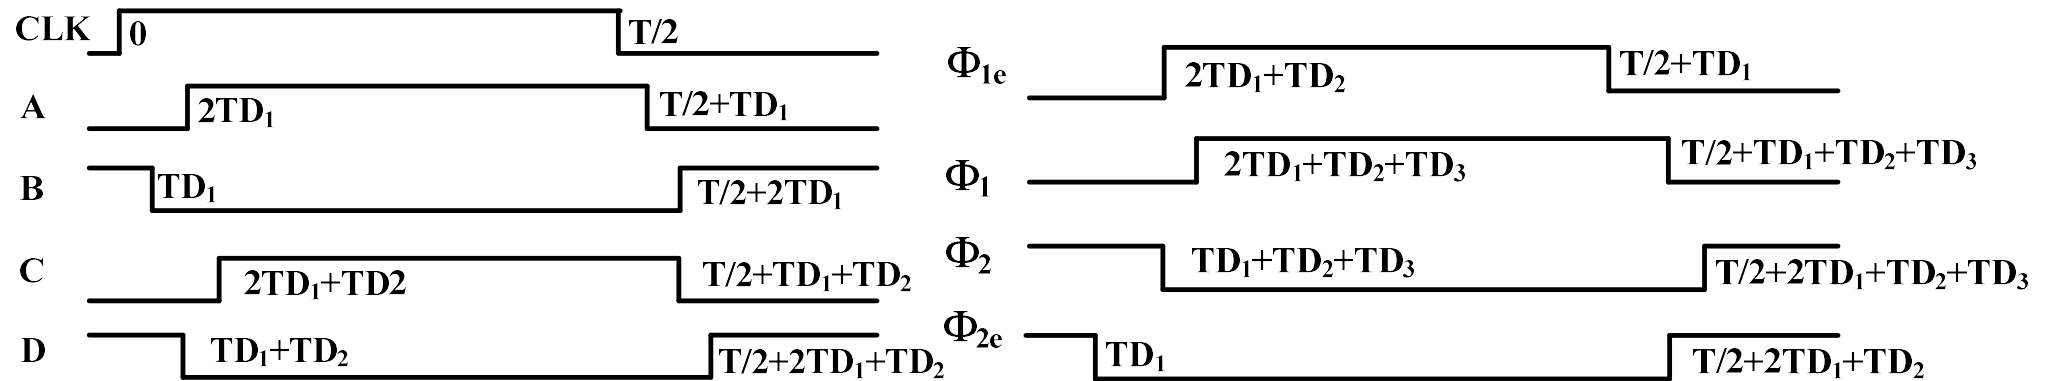 CLK 0 T/2
A 2TD₁ T/2+TD₁
B TD₁ T/2+2TD₁
C 2TD₁+TD2 T/2+TD₁+TD₂
D TD₁+TD₂ T/2+2TD₁+TD₂
Φ₁ₑ 2TD₁+TD₂ T/2+TD₁
Φ₁ 2TD₁+TD₂+TD₃ T/2+TD₁+TD₂+TD₃
Φ₂ TD₁+TD₂+TD₃ T/2+2TD₁+TD₂+TD₃
Φ₂ₑ TD₁ T/2+2TD₁+TD₂